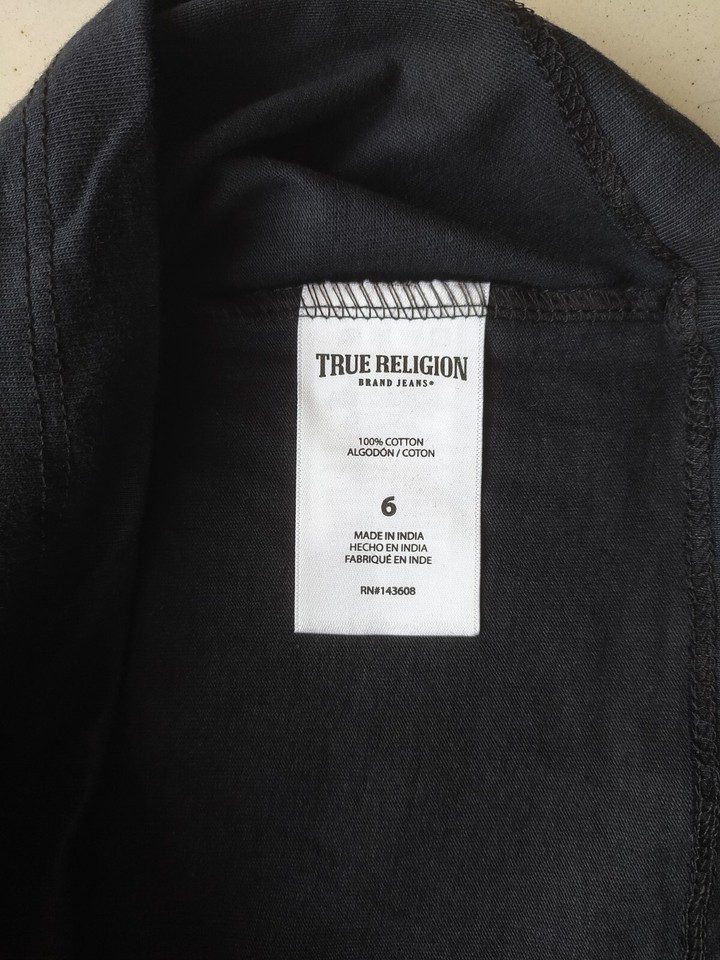 TRUE RELIGION
BRAND JEANS®
100% COTTON
ALGODÓN / COTON
6
MADE IN INDIA
HECHO EN INDIA
FABRIQUÉ EN INDE
RN#143608